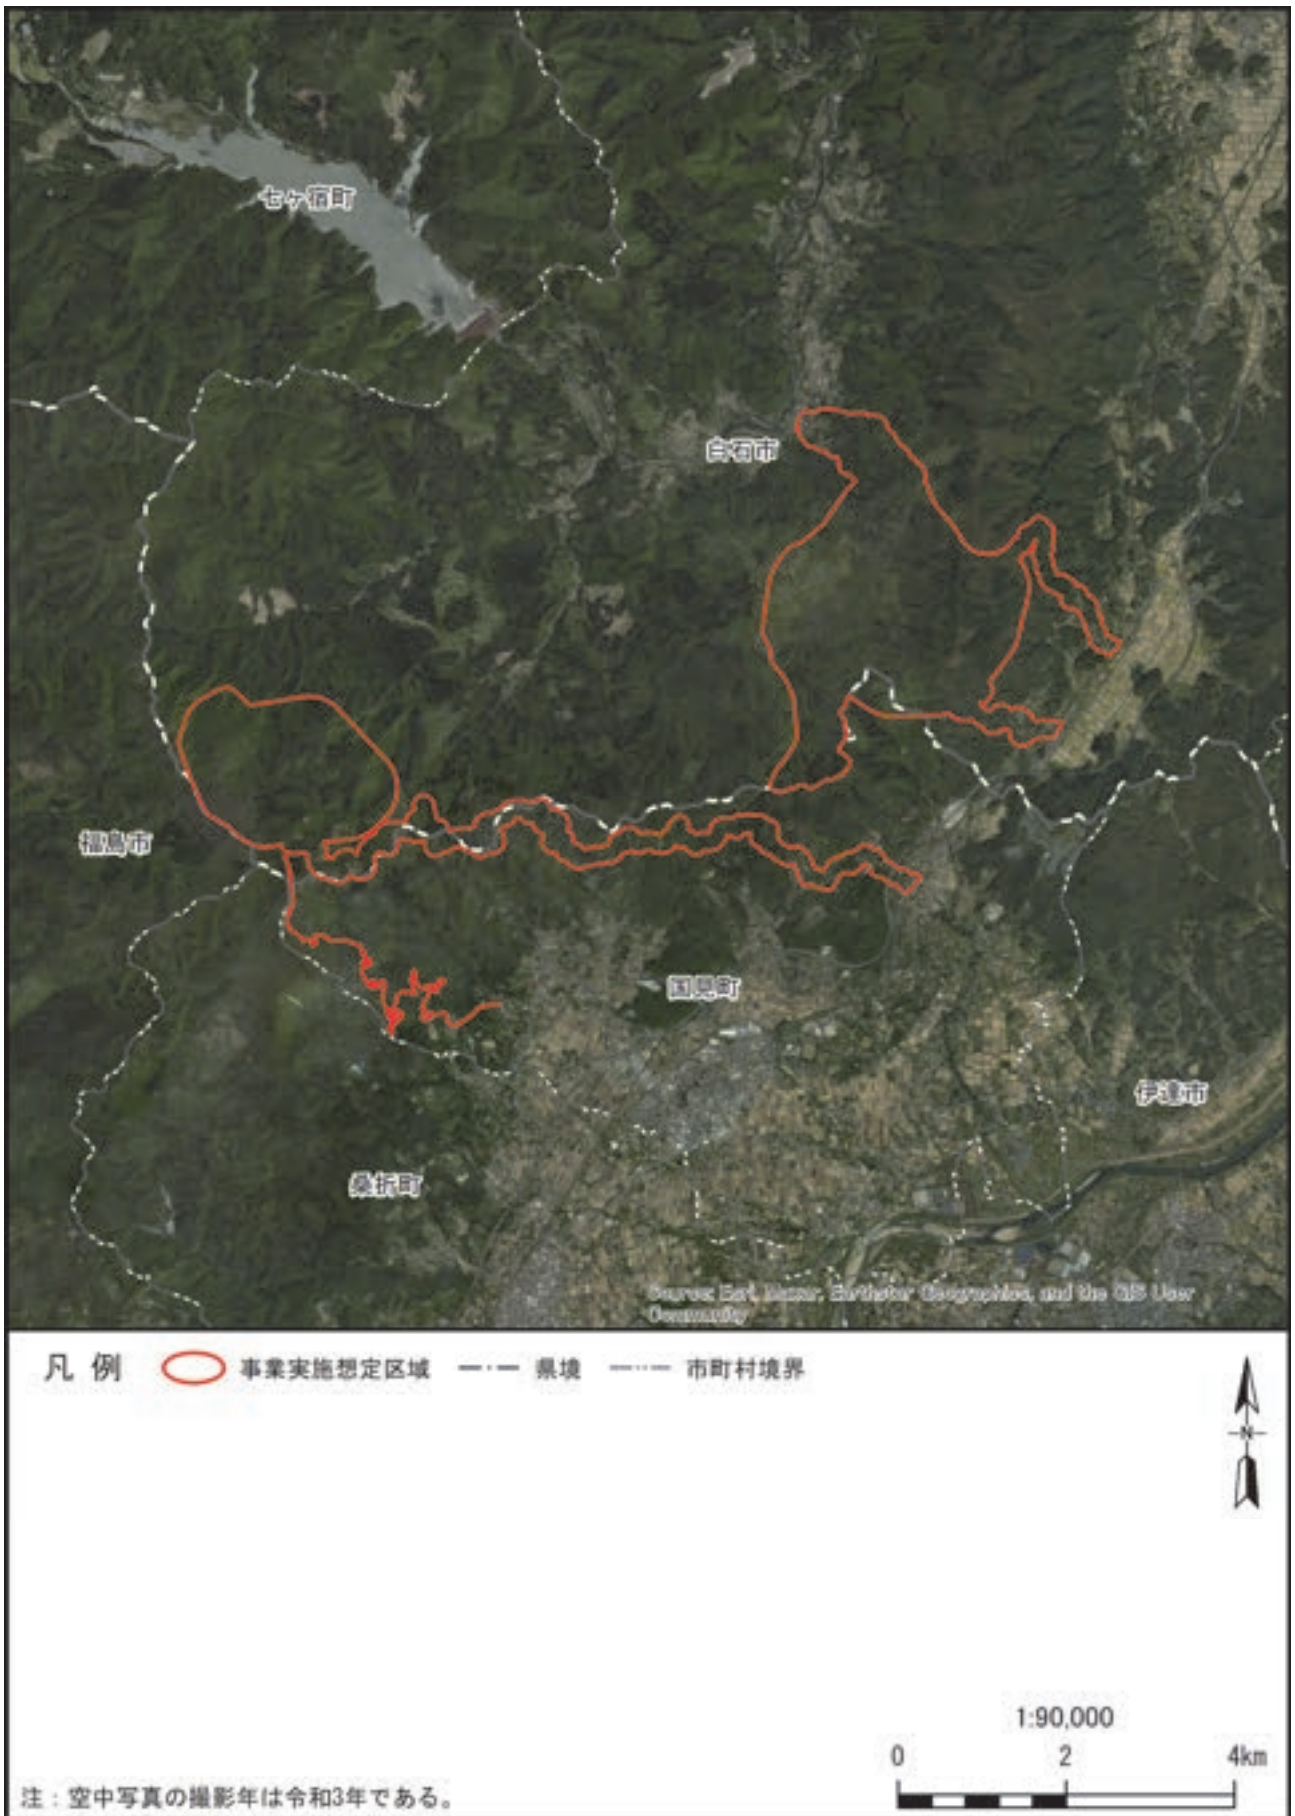 七ヶ宿町
白石市
福島市
国見町
伊達市
桑折町
Source: Esri, Maxar, Earthstar Geographics, and the GIS User
Community
凡 例 事業実施想定区域 県境 市町村境界
N
1:90,000
0 2 4km
注：空中写真の撮影年は令和3年である。